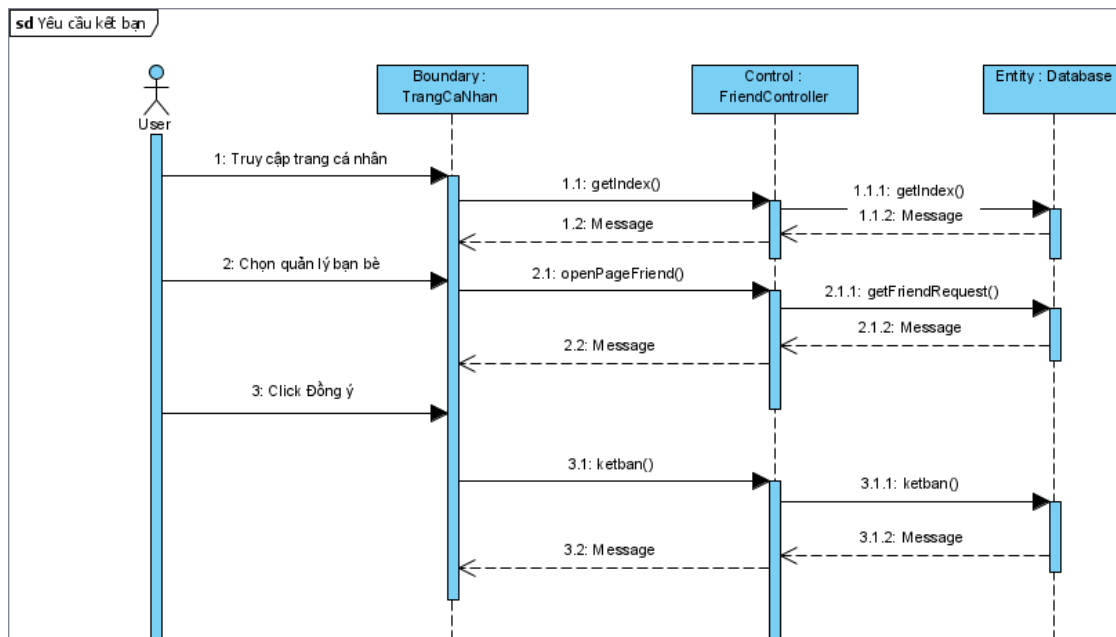 sd Yêu cầu kết bạn
User
Boundary :
TrangCaNhan
Control :
FriendController
Entity : Database
1: Truy cập trang cá nhân
1.1: getIndex()
1.1.1: getIndex()
1.1.2: Message
1.2: Message
2: Chọn quản lý bạn bè
2.1: openPageFriend()
2.1.1: getFriendRequest()
2.1.2: Message
2.2: Message
3: Click Đồng ý
3.1: ketban()
3.1.1: ketban()
3.1.2: Message
3.2: Message